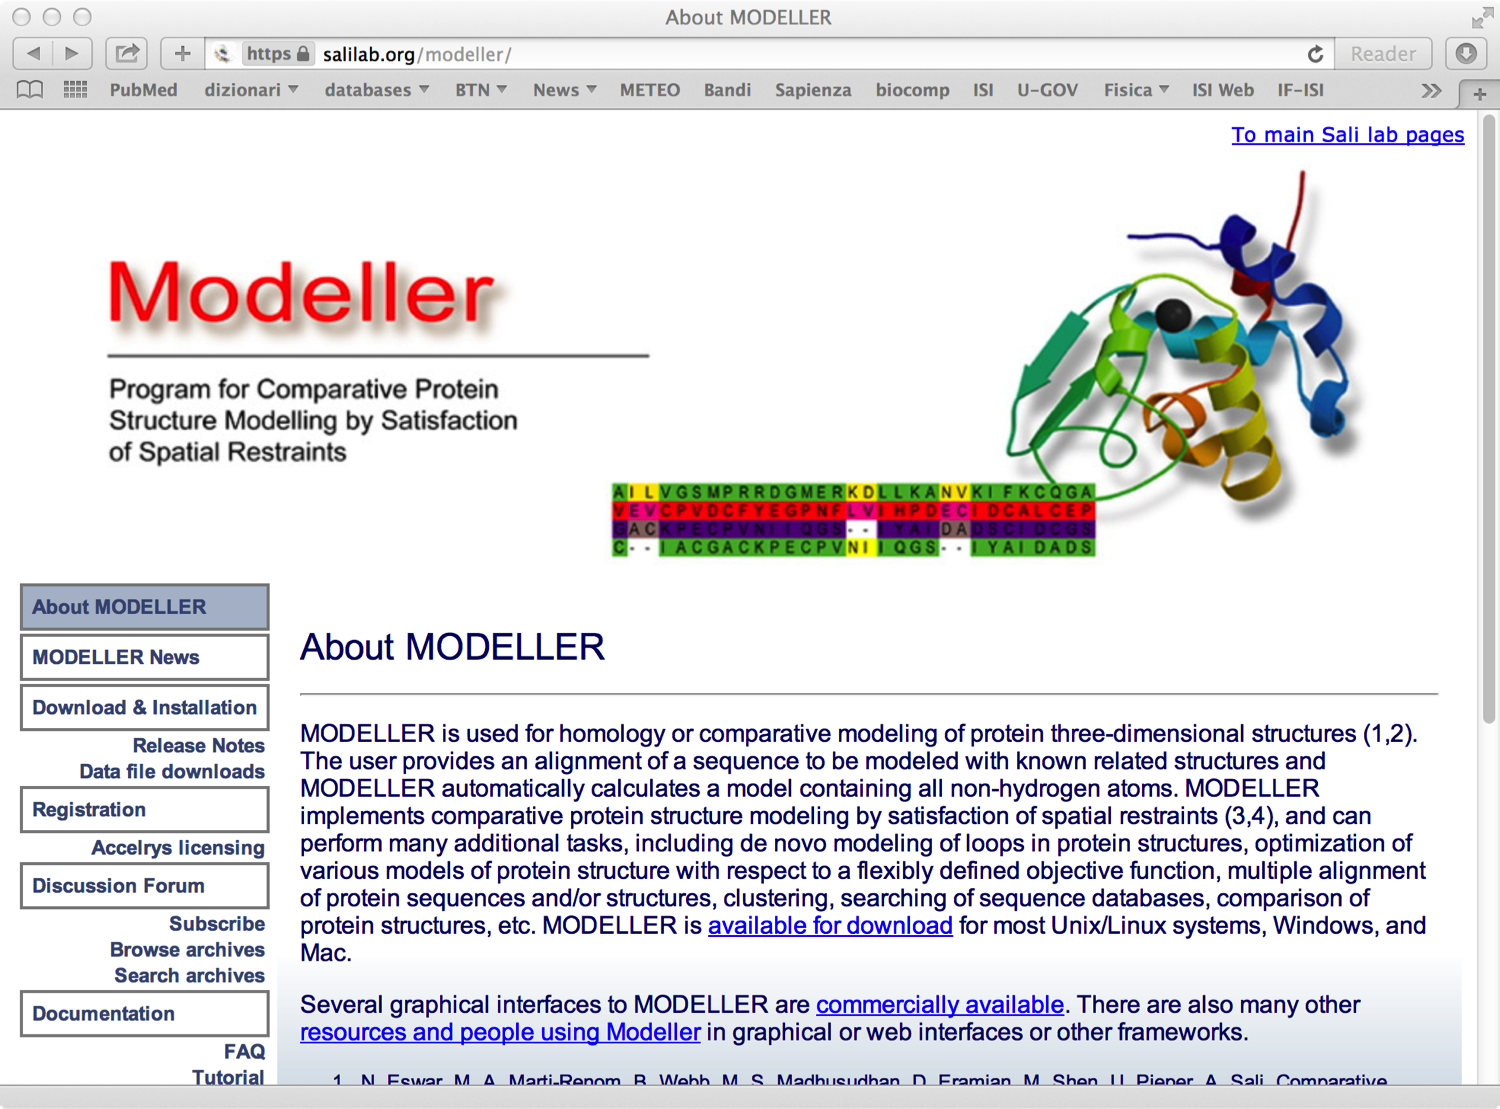 About MODELLER
https salilab.org/modeller/
Reader
PubMed dizionari databases BTN News METEO Bandi Sapienza biocomp ISI U-GOV Fisica ISI Web IF-ISI
To main Sali lab pages
Modeller
Program for Comparative Protein
Structure Modelling by Satisfaction
of Spatial Restraints
AILVGSMPRRDGMERKDLLKANVKIFKCQGA
VEVCPVDCFYEGPNFLVIHPDECIDCALCEP
GACKPECPVNIIQGS--IYAIDADSCIDCGS
C--IACGACKPECPVNIIQGS--IYAIDADS
About MODELLER
MODELLER News
Download & Installation
Release Notes
Data file downloads
Registration
Accelrys licensing
Discussion Forum
Subscribe
Browse archives
Search archives
Documentation
FAQ
Tutorial
About MODELLER
MODELLER is used for homology or comparative modeling of protein three-dimensional structures (1,2).
The user provides an alignment of a sequence to be modeled with known related structures and
MODELLER automatically calculates a model containing all non-hydrogen atoms. MODELLER
implements comparative protein structure modeling by satisfaction of spatial restraints (3,4), and can
perform many additional tasks, including de novo modeling of loops in protein structures, optimization of
various models of protein structure with respect to a flexibly defined objective function, multiple alignment
of protein sequences and/or structures, clustering, searching of sequence databases, comparison of
protein structures, etc. MODELLER is available for download for most Unix/Linux systems, Windows, and
Mac.
Several graphical interfaces to MODELLER are commercially available. There are also many other
resources and people using Modeller in graphical or web interfaces or other frameworks.
1. N. Eswar, M. A. Marti-Renom, B. Webb, M. S. Madhusudhan, D. Eramian, M. Shen, U. Pieper, A. Sali. Comparative